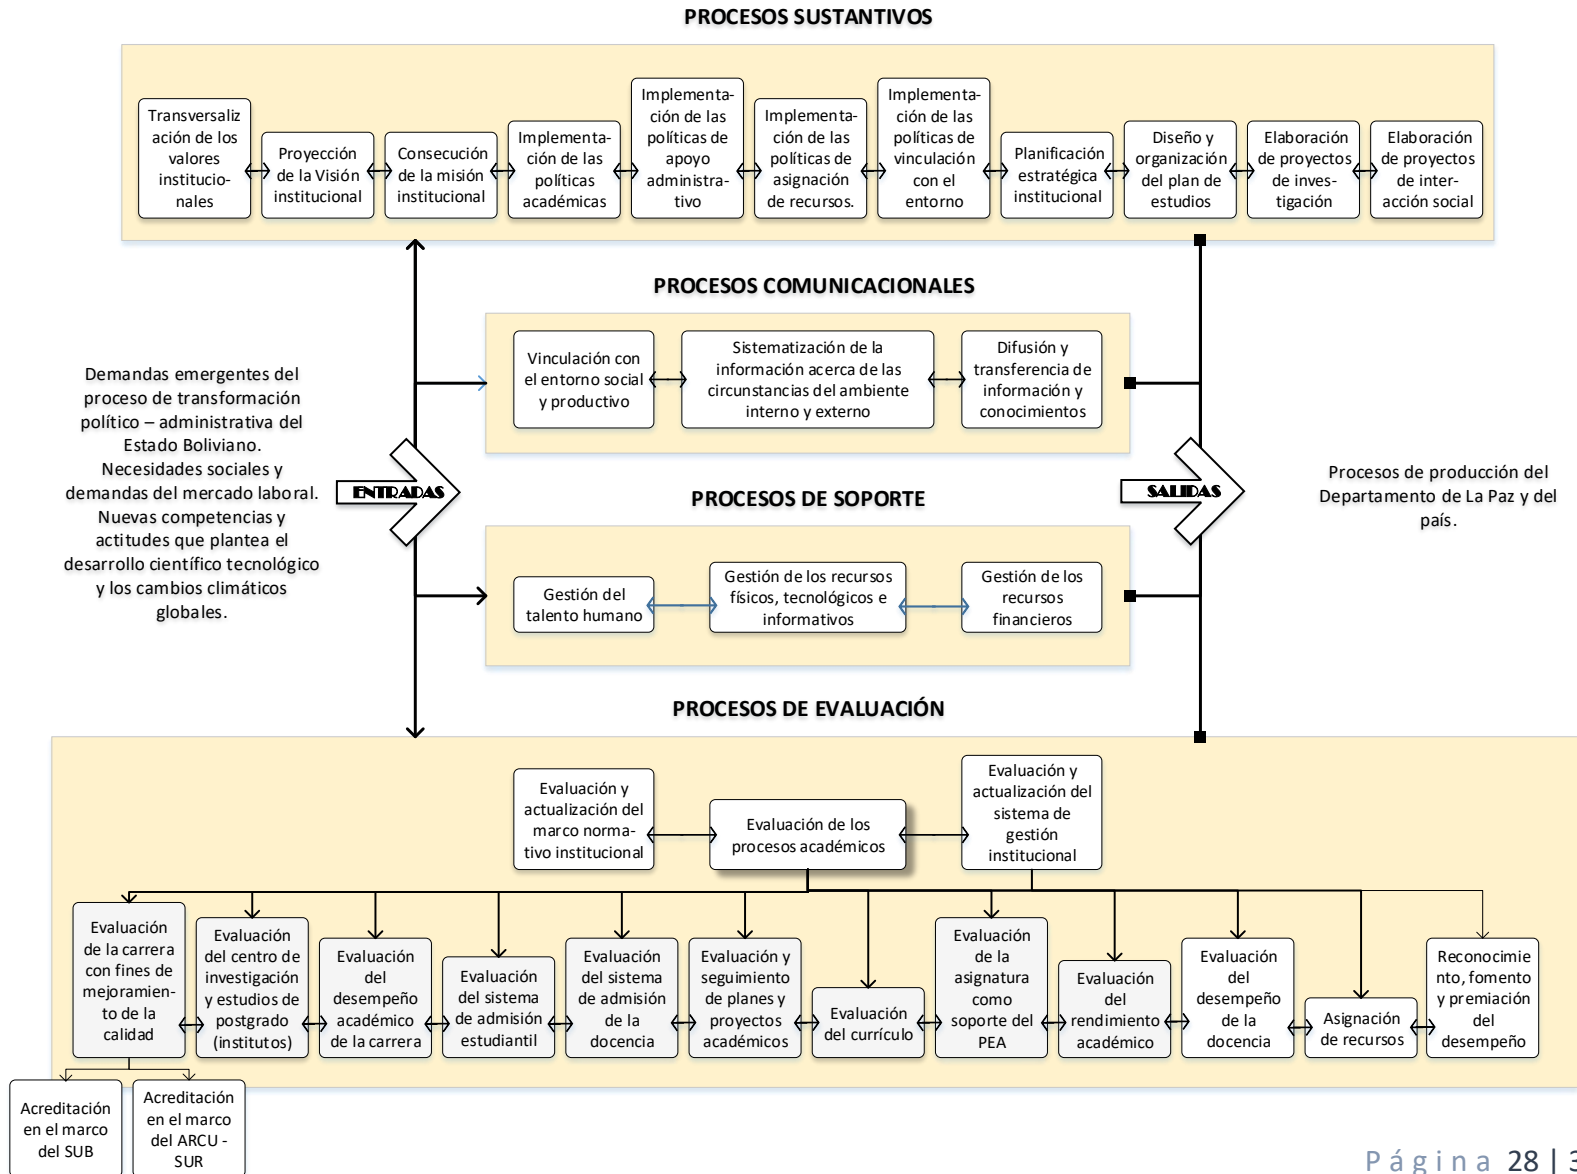 PROCESOS SUSTANTIVOS
Transversaliz
ación de los
valores
institucio-
nales
Proyección
de la Visión
institucional
Consecución
de la misión
institucional
Implementa-
ción de las
políticas
académicas
Implementa-
ción de las
políticas de
apoyo
administra-
tivo
Implementa-
ción de las
políticas de
asignación
de recursos.
Implementa-
ción de las
políticas de
vinculación
con el
entorno
Planificación
estratégica
institucional
Diseño y
organización
del plan de
estudios
Elaboración
de proyectos
de inves-
tigación
Elaboración
de proyectos
de inter-
acción social
PROCESOS COMUNICACIONALES
Vinculación con
el entorno social
y productivo
Sistematización de la
información acerca de las
circunstancias del ambiente
interno y externo
Difusión y
transferencia de
información y
conocimientos
Demandas emergentes del
proceso de transformación
político – administrativa del
Estado Boliviano.
Necesidades sociales y
demandas del mercado laboral.
Nuevas competencias y
actitudes que plantea el
desarrollo científico tecnológico
y los cambios climáticos
globales.
ENTRADAS
SALIDAS
Procesos de producción del
Departamento de La Paz y del
país.
PROCESOS DE SOPORTE
Gestión del
talento humano
Gestión de los recursos
físicos, tecnológicos e
informativos
Gestión de los
recursos
financieros
PROCESOS DE EVALUACIÓN
Evaluación y
actualización del
marco norma-
tivo institucional
Evaluación de los
procesos académicos
Evaluación y
actualización del
sistema de
gestión
institucional
Evaluación
de la carrera
con fines de
mejoramien-
to de la
calidad
Evaluación
del centro de
investigación
y estudios de
postgrado
(institutos)
Evaluación
del
desempeño
académico
de la carrera
Evaluación
del sistema
de admisión
estudiantil
Evaluación
del sistema
de admisión
de la
docencia
Evaluación y
seguimiento
de planes y
proyectos
académicos
Evaluación
del currículo
Evaluación
de la
asignatura
como
soporte del
PEA
Evaluación
del
rendimiento
académico
Evaluación
del
desempeño
de la
docencia
Asignación
de recursos
Reconocimie
nto, fomento
y premiación
del
desempeño
Acreditación
en el marco
del SUB
Acreditación
en el marco
del ARCU -
SUR
Página 28 | 3